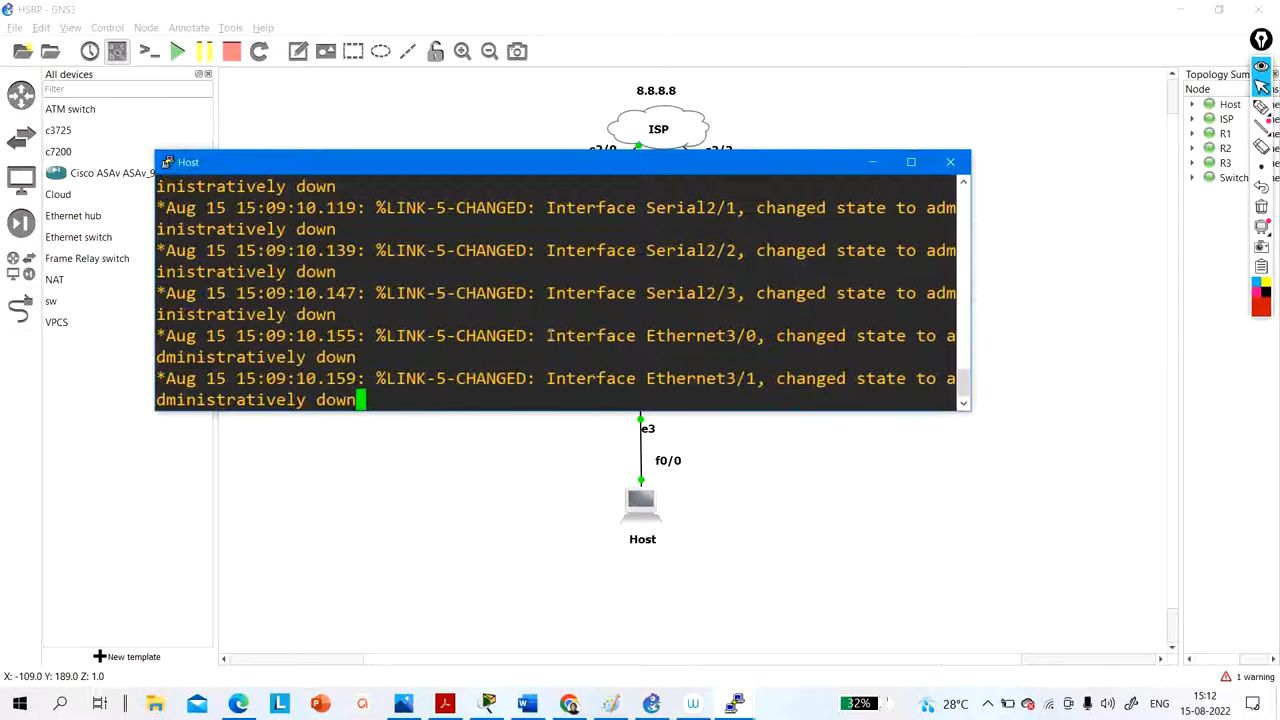 HSRP - GNS3
File Edit View Control Node Annotate Tools Help
All devices
Filter
ATM switch
c3725
c7200
Cisco ASAv ASAv_9
Cloud
Ethernet hub
Ethernet switch
Frame Relay switch
NAT
sw
VPCS
New template
8.8.8.8
ISP
Host
inistratively down
*Aug 15 15:09:10.119: %LINK-5-CHANGED: Interface Serial2/1, changed state to adm
inistratively down
*Aug 15 15:09:10.139: %LINK-5-CHANGED: Interface Serial2/2, changed state to adm
inistratively down
*Aug 15 15:09:10.147: %LINK-5-CHANGED: Interface Serial2/3, changed state to adm
inistratively down
*Aug 15 15:09:10.155: %LINK-5-CHANGED: Interface Ethernet3/0, changed state to a
dministratively down
*Aug 15 15:09:10.159: %LINK-5-CHANGED: Interface Ethernet3/1, changed state to a
dministratively down
e3
f0/0
Host
Topology Sum
Node
Host
ISP
R1
R2
R3
Switch
X: -109.0 Y: 189.0 Z: 1.0
1 warning
32%
28°C
ENG
15:12
15-08-2022